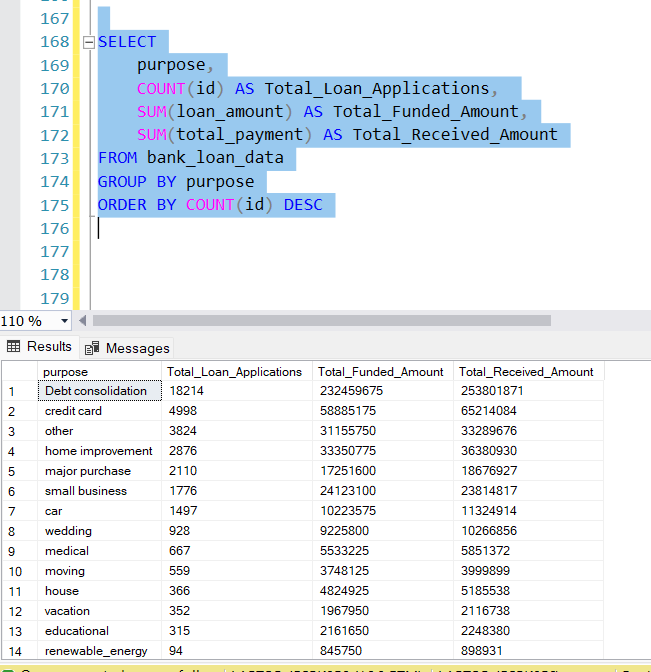 167
168 SELECT
169 purpose,
170 COUNT(id) AS Total_Loan_Applications,
171 SUM(loan_amount) AS Total_Funded_Amount,
172 SUM(total_payment) AS Total_Received_Amount
173 FROM bank_loan_data
174 GROUP BY purpose
175 ORDER BY COUNT(id) DESC
176
177
178
179
110 %
Results Messages
purpose Total_Loan_Applications Total_Funded_Amount Total_Received_Amount
1 Debt consolidation 18214 232459675 253801871
2 credit card 4998 58885175 65214084
3 other 3824 31155750 33289676
4 home improvement 2876 33350775 36380930
5 major purchase 2110 17251600 18676927
6 small business 1776 24123100 23814817
7 car 1497 10223575 11324914
8 wedding 928 9225800 10266856
9 medical 667 5533225 5851372
10 moving 559 3748125 3999899
11 house 366 4824925 5185538
12 vacation 352 1967950 2116738
13 educational 315 2161650 2248380
14 renewable_energy 94 845750 898931